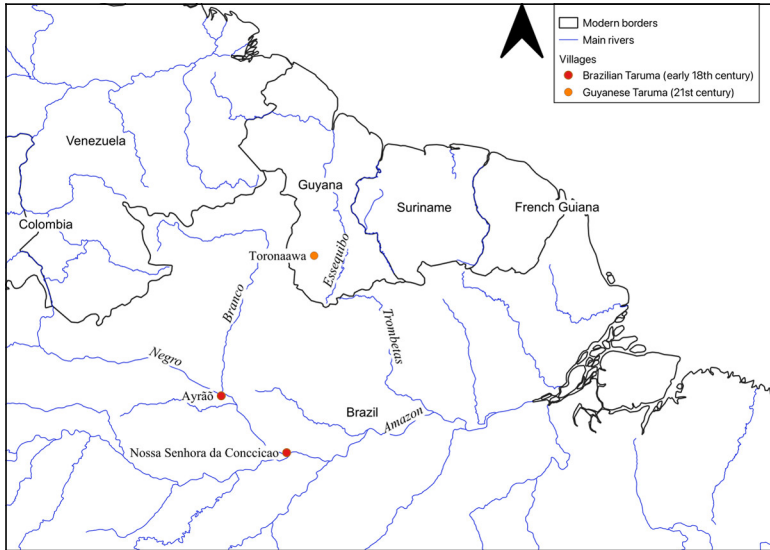 Modern borders
Main rivers
Villages
Brazilian Taruma (early 18th century)
Guyanese Taruma (21st century)
Venezuela
Guyana
Suriname
French Guiana
Colombia
Toronaawa
Essequibo
Branco
Trombetas
Negro
Ayrão
Brazil
Amazon
Nossa Senhora da Conccicao